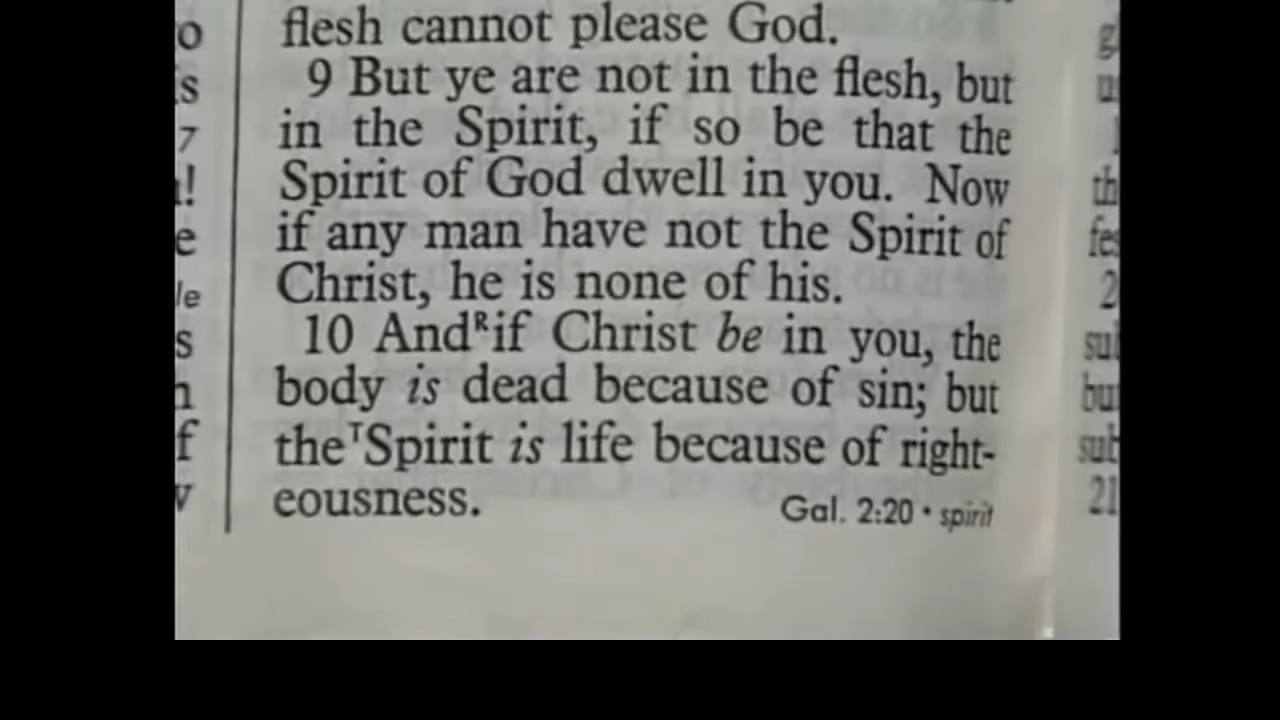 flesh cannot please God.
9 But ye are not in the flesh, but
in the Spirit, if so be that the
Spirit of God dwell in you. Now
if any man have not the Spirit of
Christ, he is none of his.
10 And ᴿif Christ be in you, the
body is dead because of sin; but
the ᵀSpirit is life because of right-
eousness. Gal. 2:20 • spirit